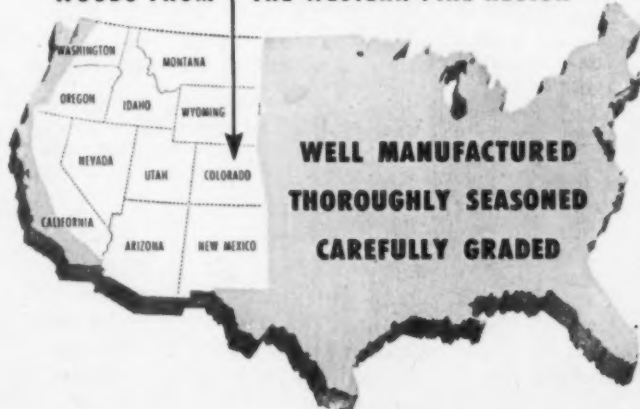 WOODS FROM THE WESTERN PINE REGION
WASHINGTON
MONTANA
OREGON
IDAHO
WYOMING
NEVADA
UTAH
COLORADO
CALIFORNIA
ARIZONA
NEW MEXICO
WELL MANUFACTURED
THOROUGHLY SEASONED
CAREFULLY GRADED